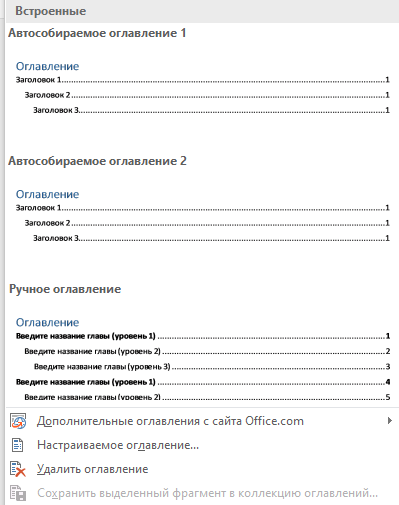 Встроенные
Автособираемое оглавление 1
Оглавление
Заголовок 1...1
Заголовок 2...1
Заголовок 3...1
Автособираемое оглавление 2
Оглавление
Заголовок 1...1
Заголовок 2...1
Заголовок 3...1
Ручное оглавление
Оглавление
Введите название главы (уровень 1)...1
Введите название главы (уровень 2)...2
Введите название главы (уровень 3)...3
Введите название главы (уровень 1)...4
Введите название главы (уровень 2)...5
Дополнительные оглавления с сайта Office.com
Настраиваемое оглавление...
Удалить оглавление
Сохранить выделенный фрагмент в коллекцию оглавлений...